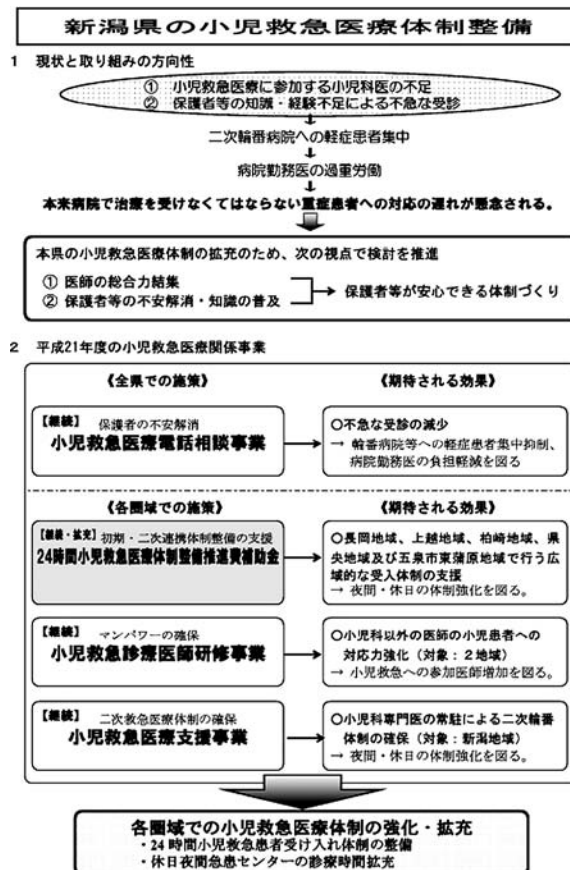 新潟県の小児救急医療体制整備
1 現状と取り組みの方向性
① 小児救急医療に参加する小児科医の不足
② 保護者等の知識・経験不足による不急な受診
↓
二次輪番病院への軽症患者集中
↓
病院勤務医の過重労働
↓
本来病院で治療を受けなくてはならない重症患者への対応の遅れが懸念される。
本県の小児救急医療体制の拡充のため、次の視点で検討を推進
① 医師の総合力結集
② 保護者等の不安解消・知識の普及
保護者等が安心できる体制づくり
2 平成21年度の小児救急医療関係事業
《全県での施策》
《期待される効果》
【継続】 保護者の不安解消
小児救急医療電話相談事業
○不急な受診の減少
→ 輪番病院等への軽症患者集中抑制、
病院勤務医の負担軽減を図る
《各圏域での施策》
《期待される効果》
【継続・拡充】 初期・二次連携体制整備の支援
24時間小児救急医療体制整備推進費補助金
○長岡地域、上越地域、柏崎地域、県
央地域及び五泉市東蒲原地域で行う広
域的な受入体制の支援
→ 夜間・休日の体制強化を図る。
【継続】 マンパワーの確保
小児救急診療医師研修事業
○小児科以外の医師の小児患者への
対応力強化（対象：２地域）
→ 小児救急への参加医師増加を図る。
【継続】 二次救急医療体制の確保
小児救急医療支援事業
○小児科専門医の常駐による二次輪番
体制の確保（対象：新潟地域）
→ 夜間・休日の体制強化を図る。
各圏域での小児救急医療体制の強化・拡充
・24時間小児救急患者受け入れ体制の整備
・休日夜間急患センターの診療時間拡充